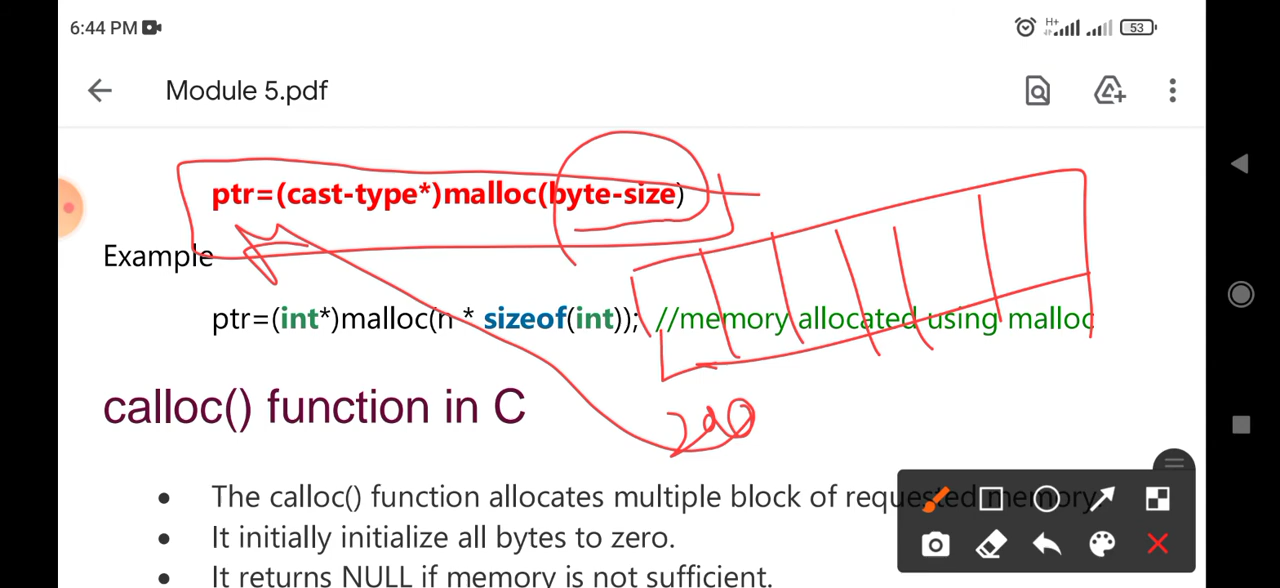 6:44 PM
H+
53
Module 5.pdf
ptr=(cast-type*)malloc(byte-size)
Example
ptr=(int*)malloc(n * sizeof(int)); //memory allocated using malloc
calloc() function in C
• The calloc() function allocates multiple block of requested memory.
• It initially initialize all bytes to zero.
• It returns NULL if memory is not sufficient.